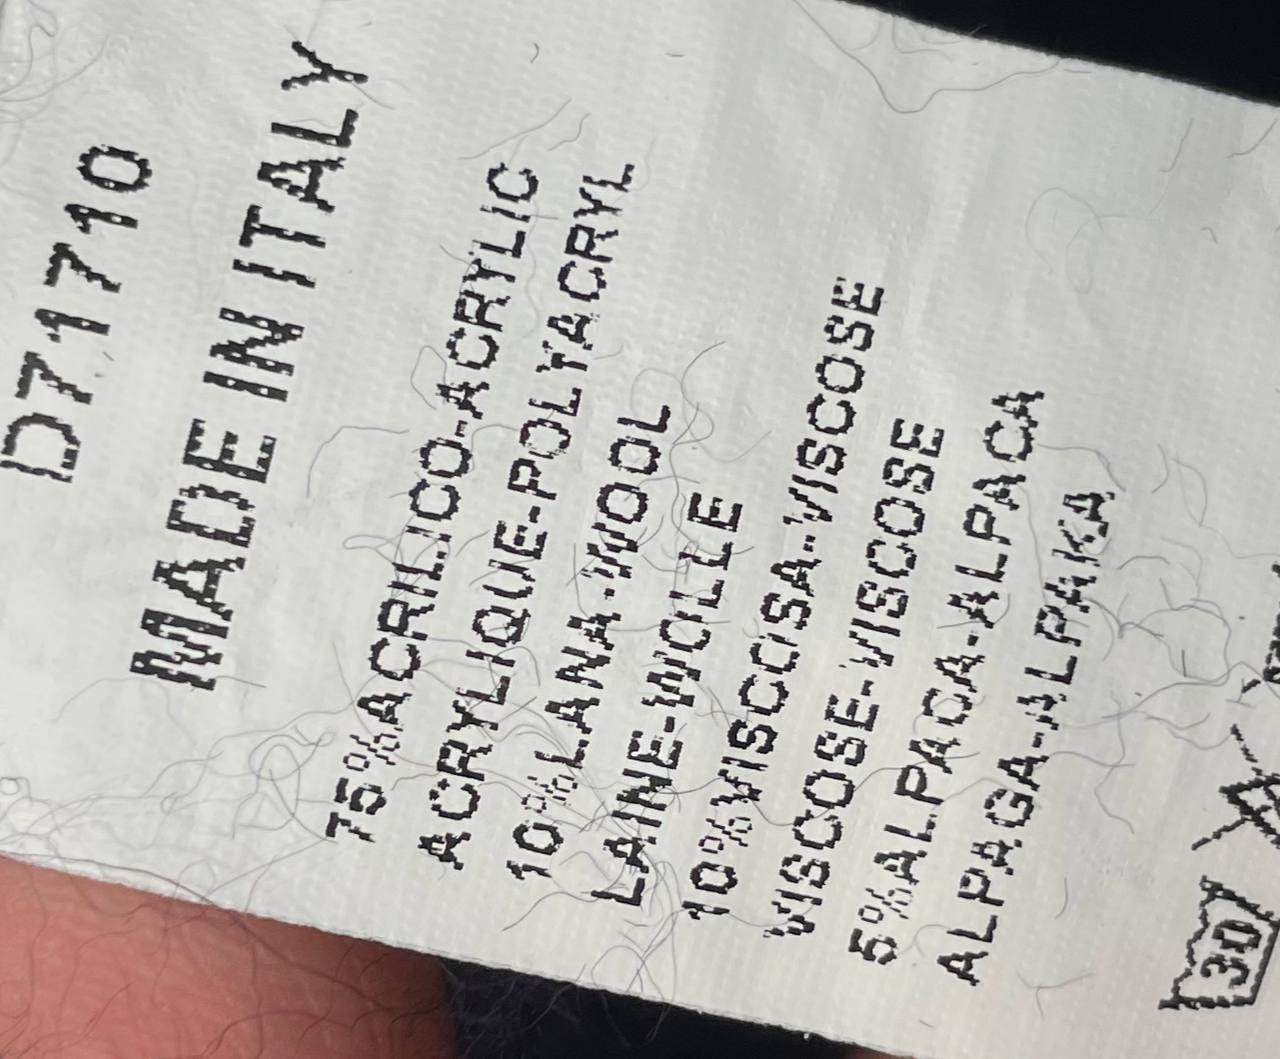 D71710
MADE IN ITALY
75%ACRILICO-ACRYLIC
ACRYLIQUE-POLYACRYL
10%LANA-WOOL
LAINE-WOLLE
10%VISCOSA-VISCOSE
VISCOSE-VISCOSE
5%ALPACA-ALPACA
ALPAGA-ALPAKA
30